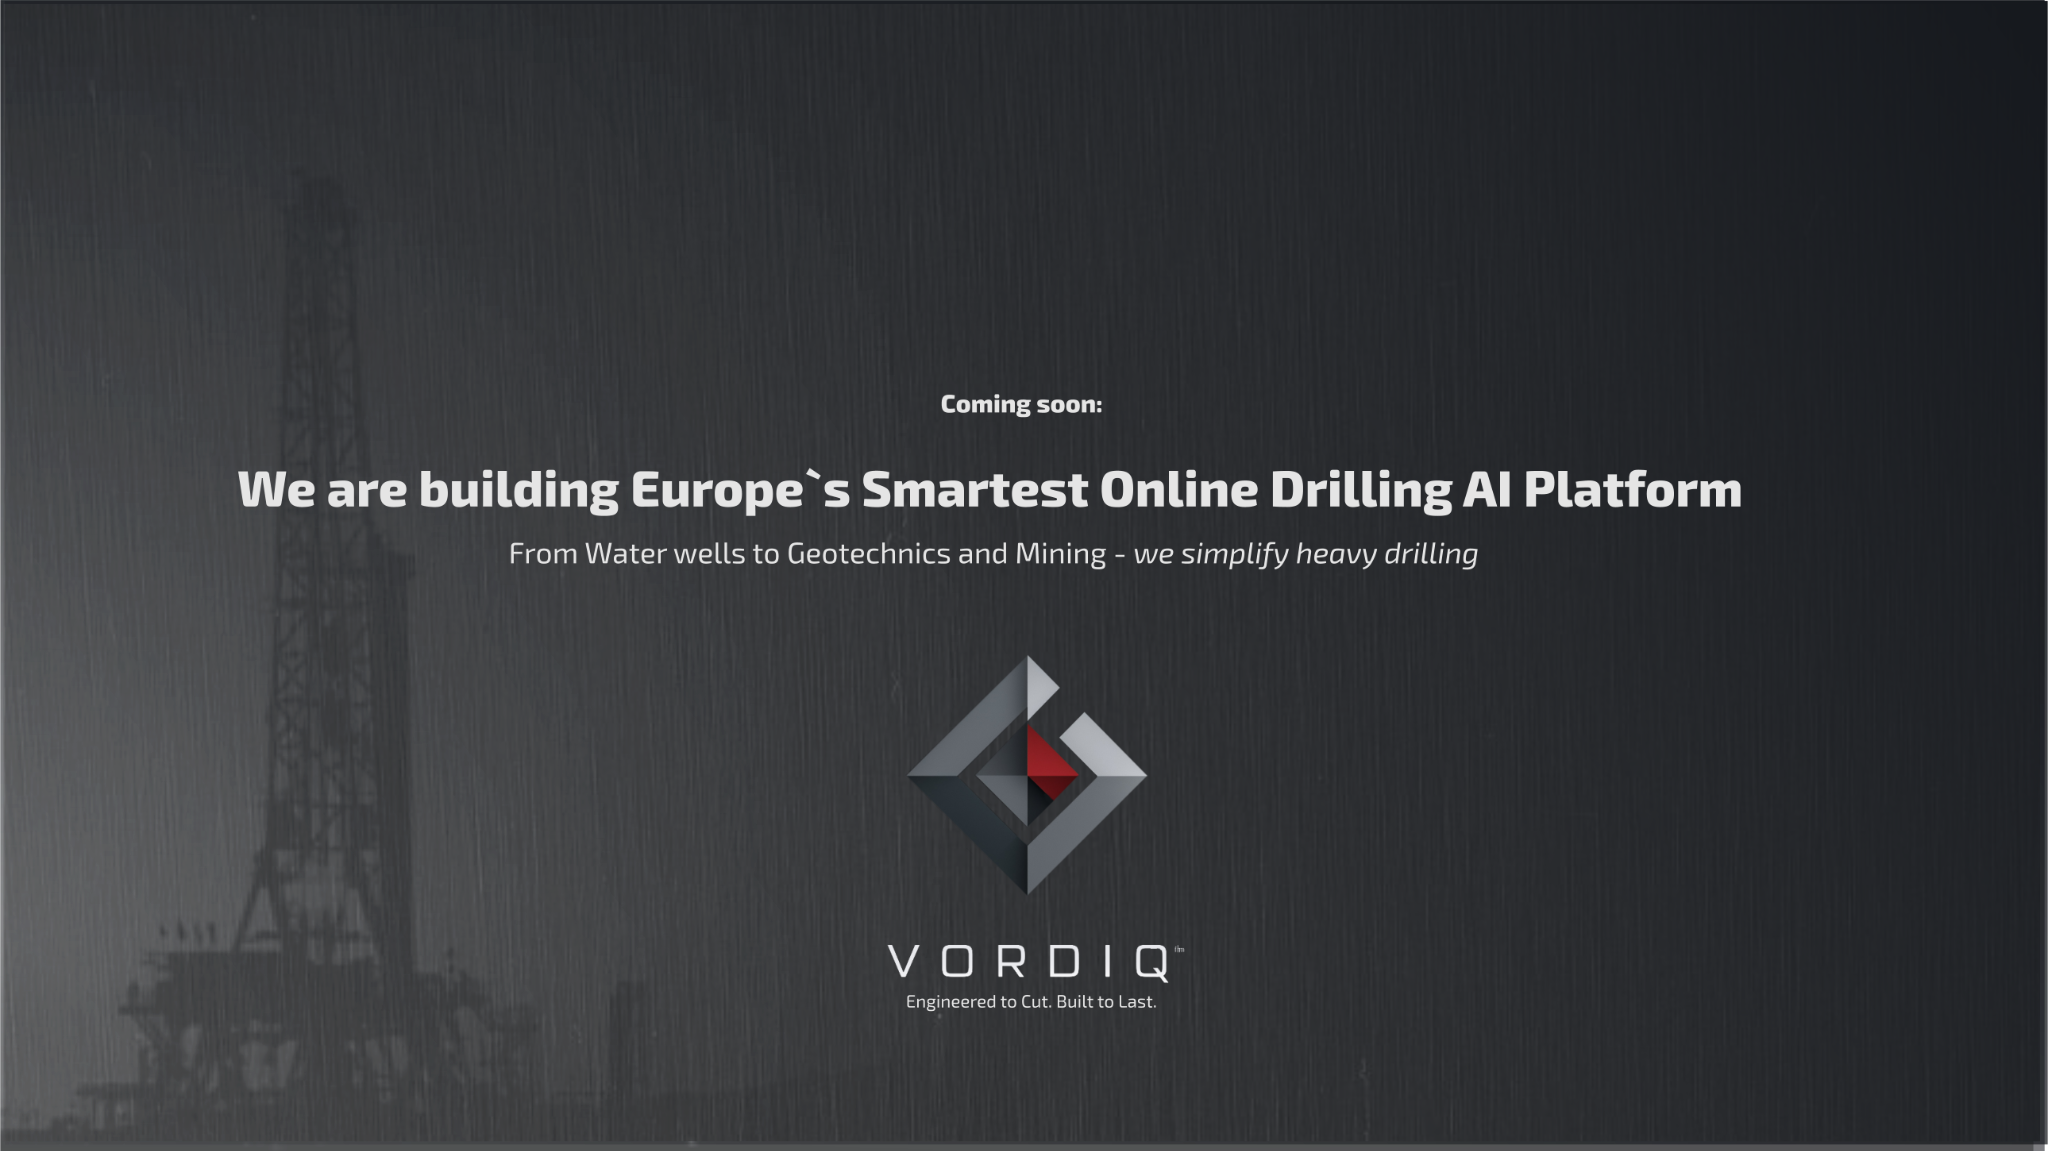 Coming soon:
We are building Europe`s Smartest Online Drilling AI Platform
From Water wells to Geotechnics and Mining - we simplify heavy drilling
VORDIQ
Engineered to Cut. Built to Last.